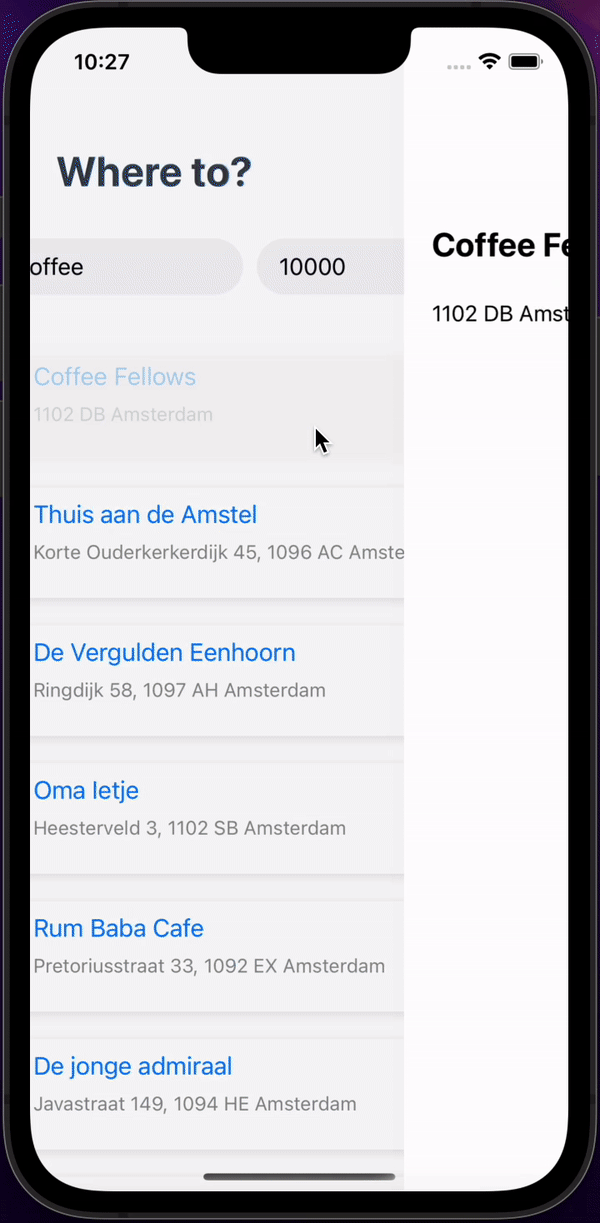 10:27
Where to?
offee
10000
Coffee Fellows
1102 DB Amsterdam
Thuis aan de Amstel
Korte Ouderkerkerdijk 45, 1096 AC Amste
De Vergulden Eenhoorn
Ringdijk 58, 1097 AH Amsterdam
Oma Ietje
Heesterveld 3, 1102 SB Amsterdam
Rum Baba Cafe
Pretoriusstraat 33, 1092 EX Amsterdam
De jonge admiraal
Javastraat 149, 1094 HE Amsterdam
Coffee Fe
1102 DB Amst